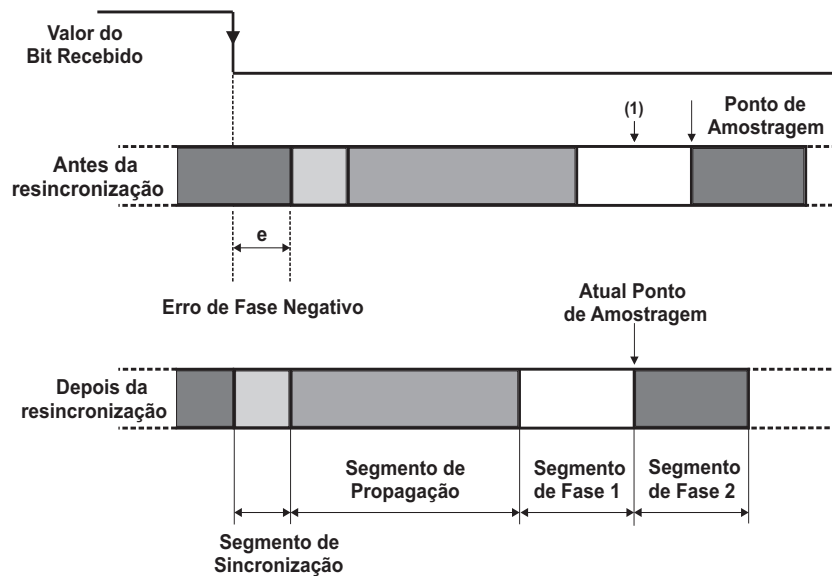 Valor do
Bit Recebido
(1)
Ponto de
Amostragem
Antes da
resincronização
e
Erro de Fase Negativo
Atual Ponto
de Amostragem
Depois da
resincronização
Segmento de
Propagação
Segmento
de Fase 1
Segmento
de Fase 2
Segmento de
Sincronização